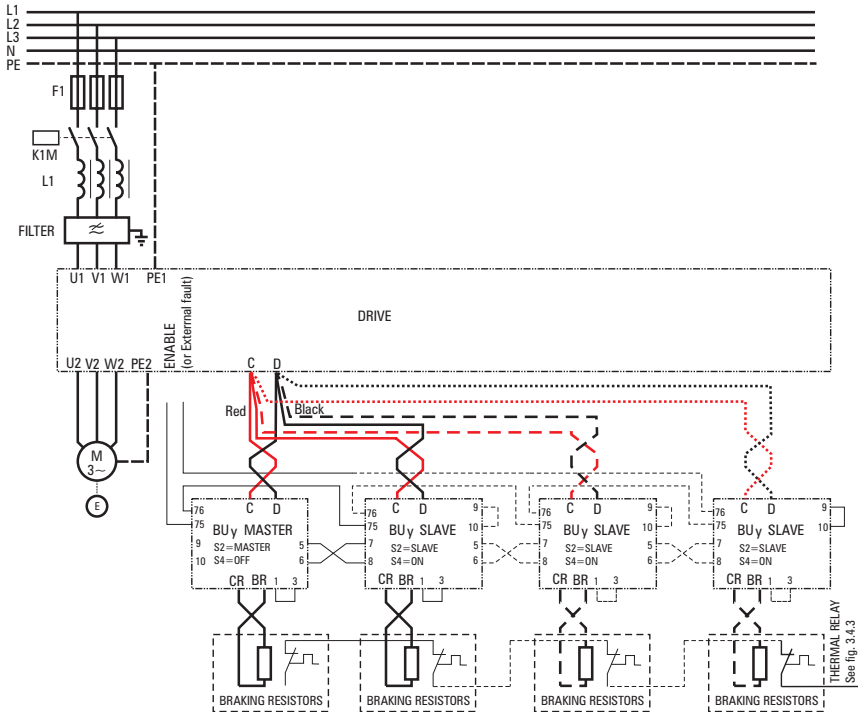 L1
L2
L3
N
PE
F1
K1M
L1
FILTER
U1 V1 W1 PE1
ENABLE
(or Extermal fault)
DRIVE
U2 V2 W2 PE2
C D
Red
Black
M
3~
E
C D
76
75
BUy MASTER
9
S2=MASTER
5
10
S4=OFF
6
CR BR 1 3
C D
76
75
9
10
BUy SLAVE
7
S2=SLAVE
5
8
S4=ON
6
CR BR 1 3
C D
76
75
9
10
BUy SLAVE
7
S2=SLAVE
5
8
S4=ON
6
CR BR 1 3
C D
76
75
9
10
BUy SLAVE
7
S2=SLAVE
8
S4=ON
CR BR 1 3
BRAKING RESISTORS
BRAKING RESISTORS
BRAKING RESISTORS
BRAKING RESISTORS
THERMAL RELAY
See fig. 3.4.3